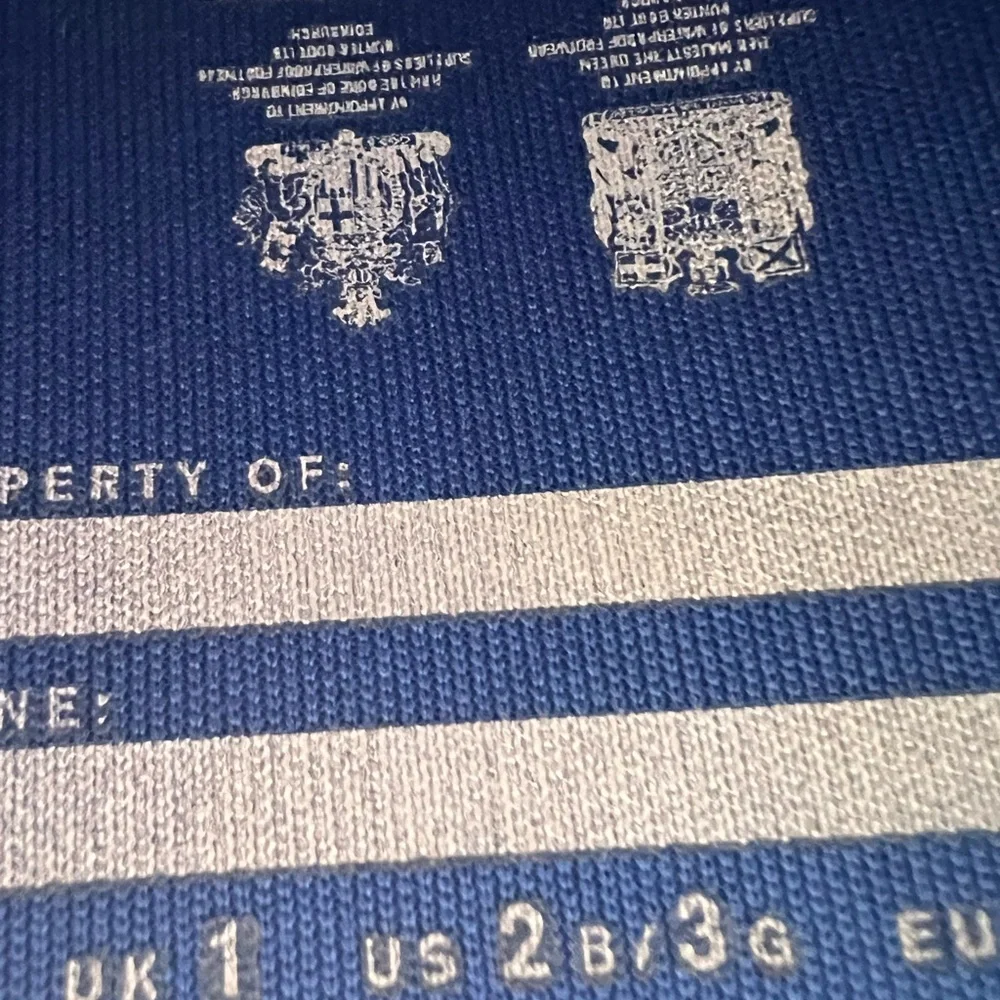 BY APPOINTMENT TO
HRH THE DUKE OF EDINBURGH
SUPPLIERS OF WATERPROOF FOOTWEAR
HUNTER BOOT LTD
EDINBURGH
BY APPOINTMENT TO
HER MAJESTY THE QUEEN
SUPPLIERS OF WATERPROOF FOOTWEAR
HUNTER BOOT LTD
PERTY OF:
NE:
UK 1 US 2B/3G EU